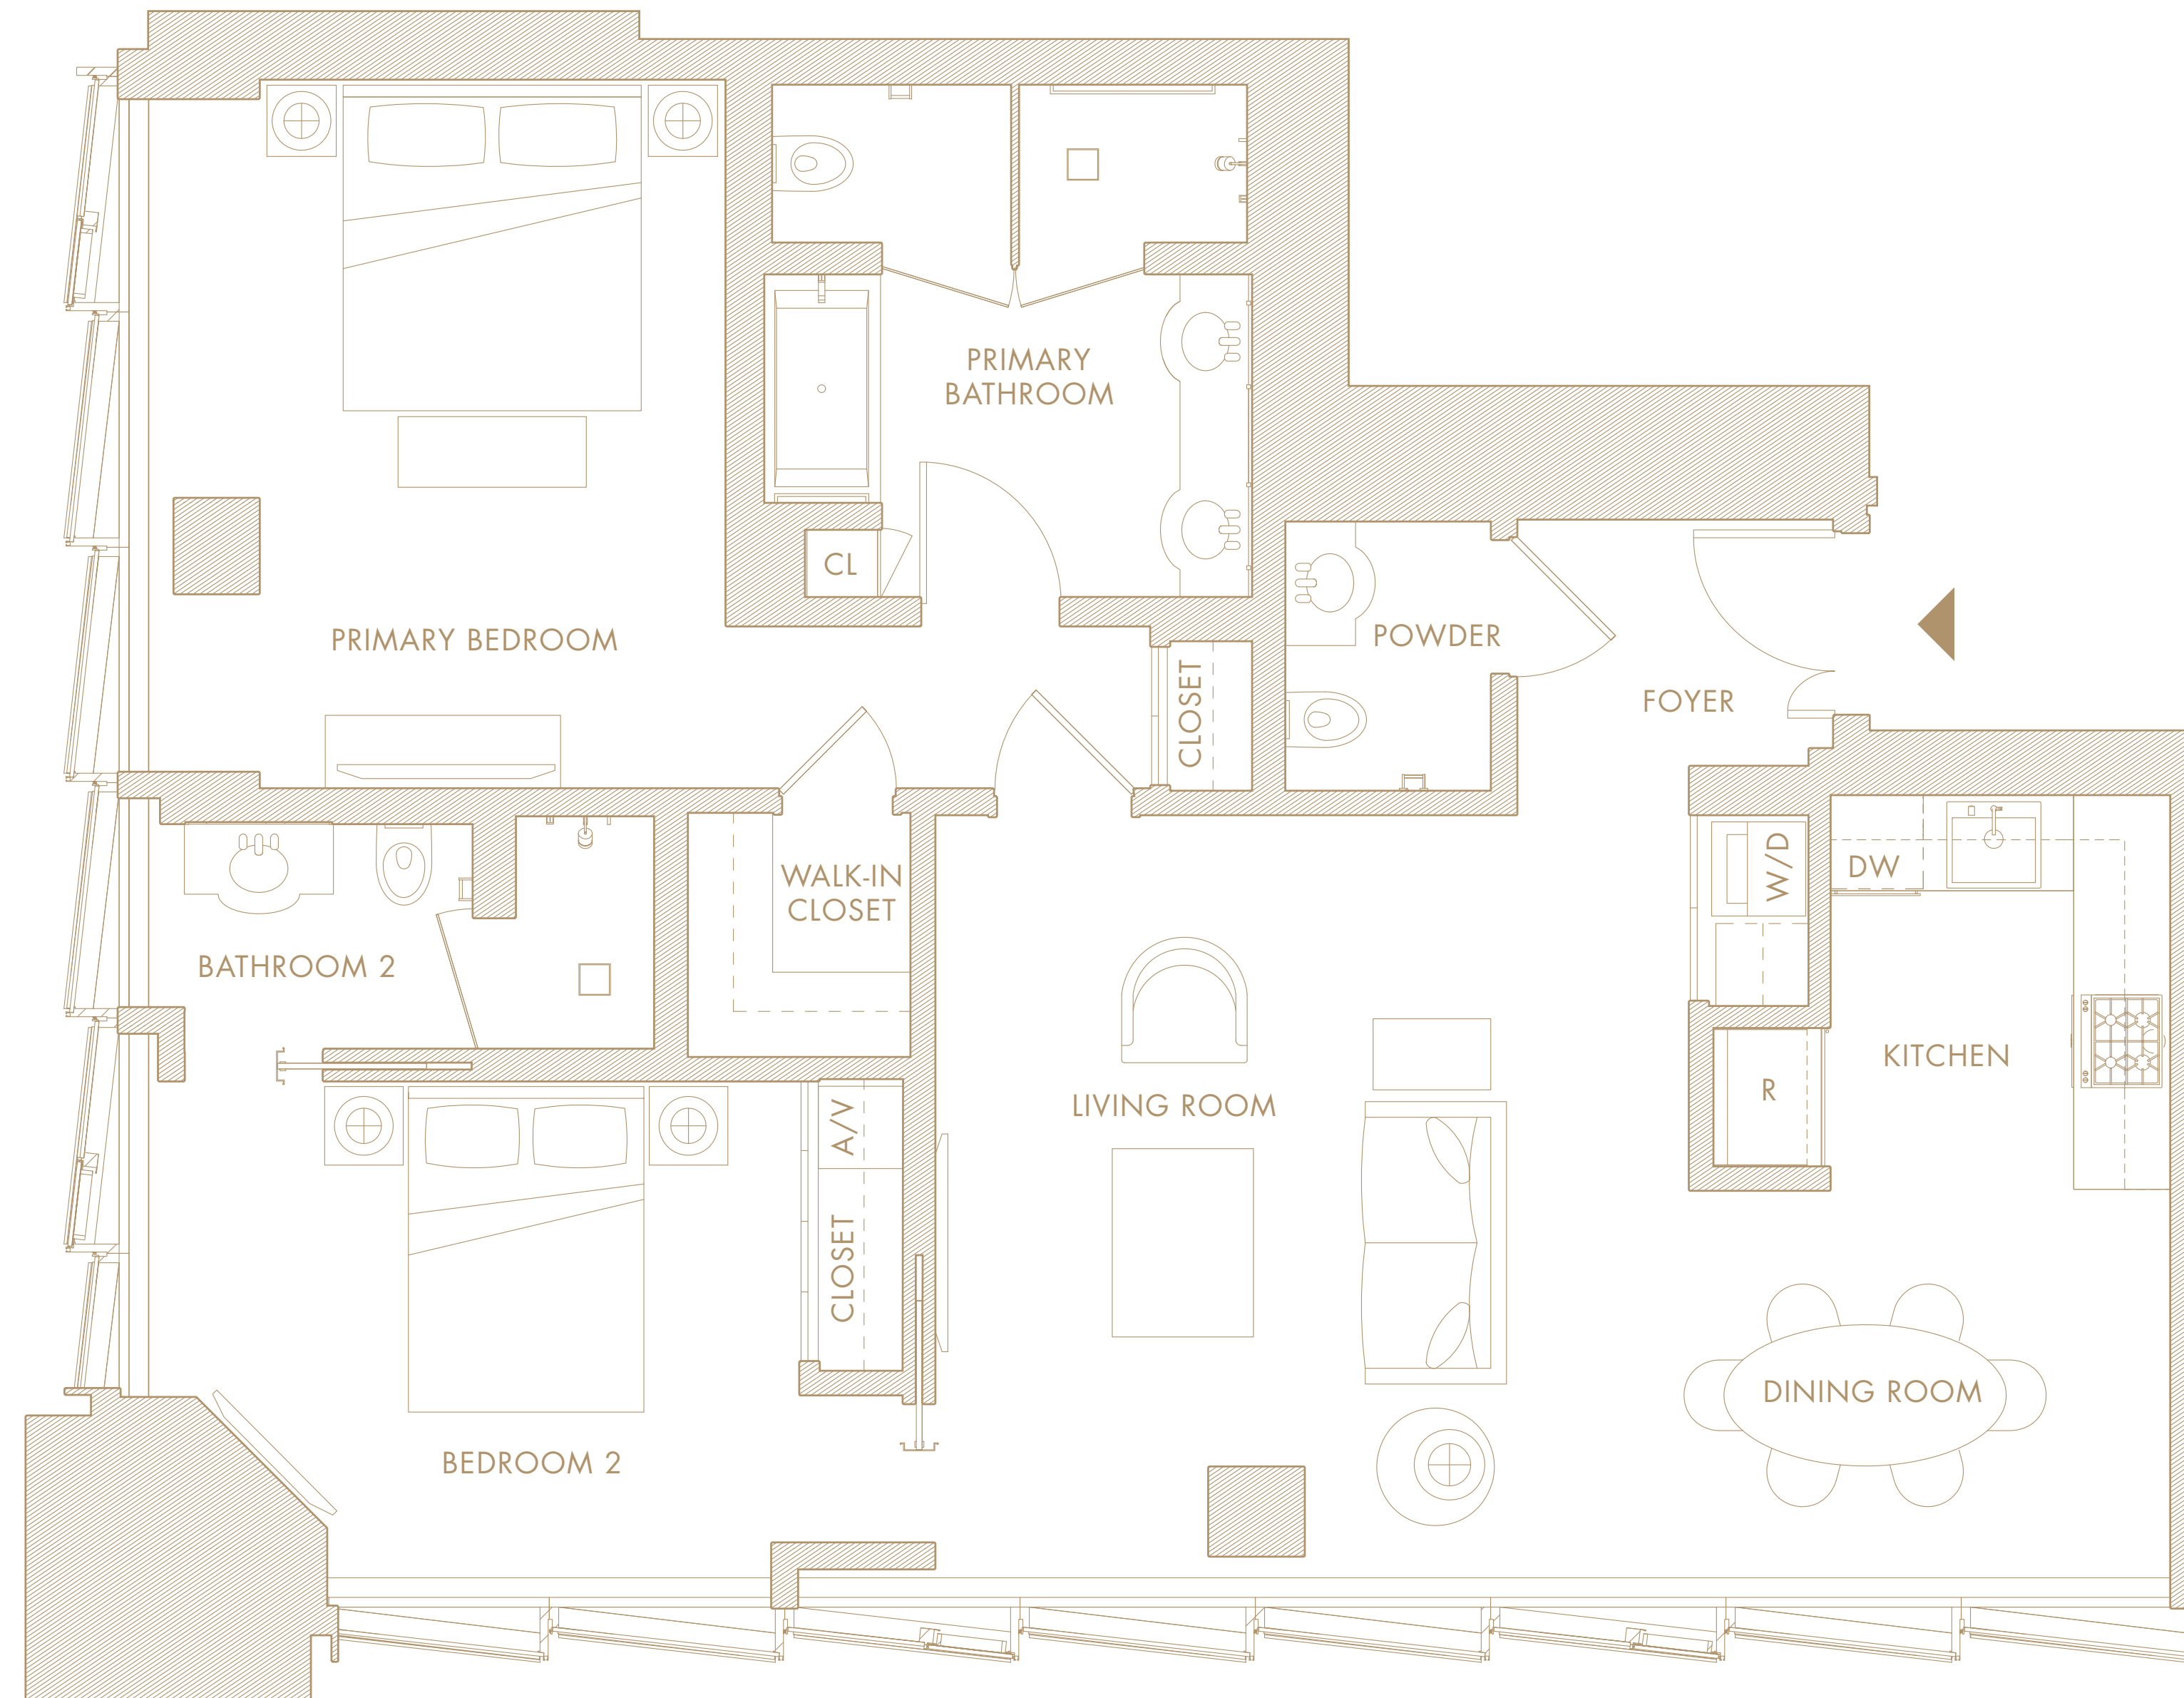 PRIMARY
BATHROOM
CL
PRIMARY BEDROOM
POWDER
CLOSET
FOYER
WALK-IN
CLOSET
W/D
DW
BATHROOM 2
KITCHEN
R
LIVING ROOM
A/V
CLOSET
DINING ROOM
BEDROOM 2